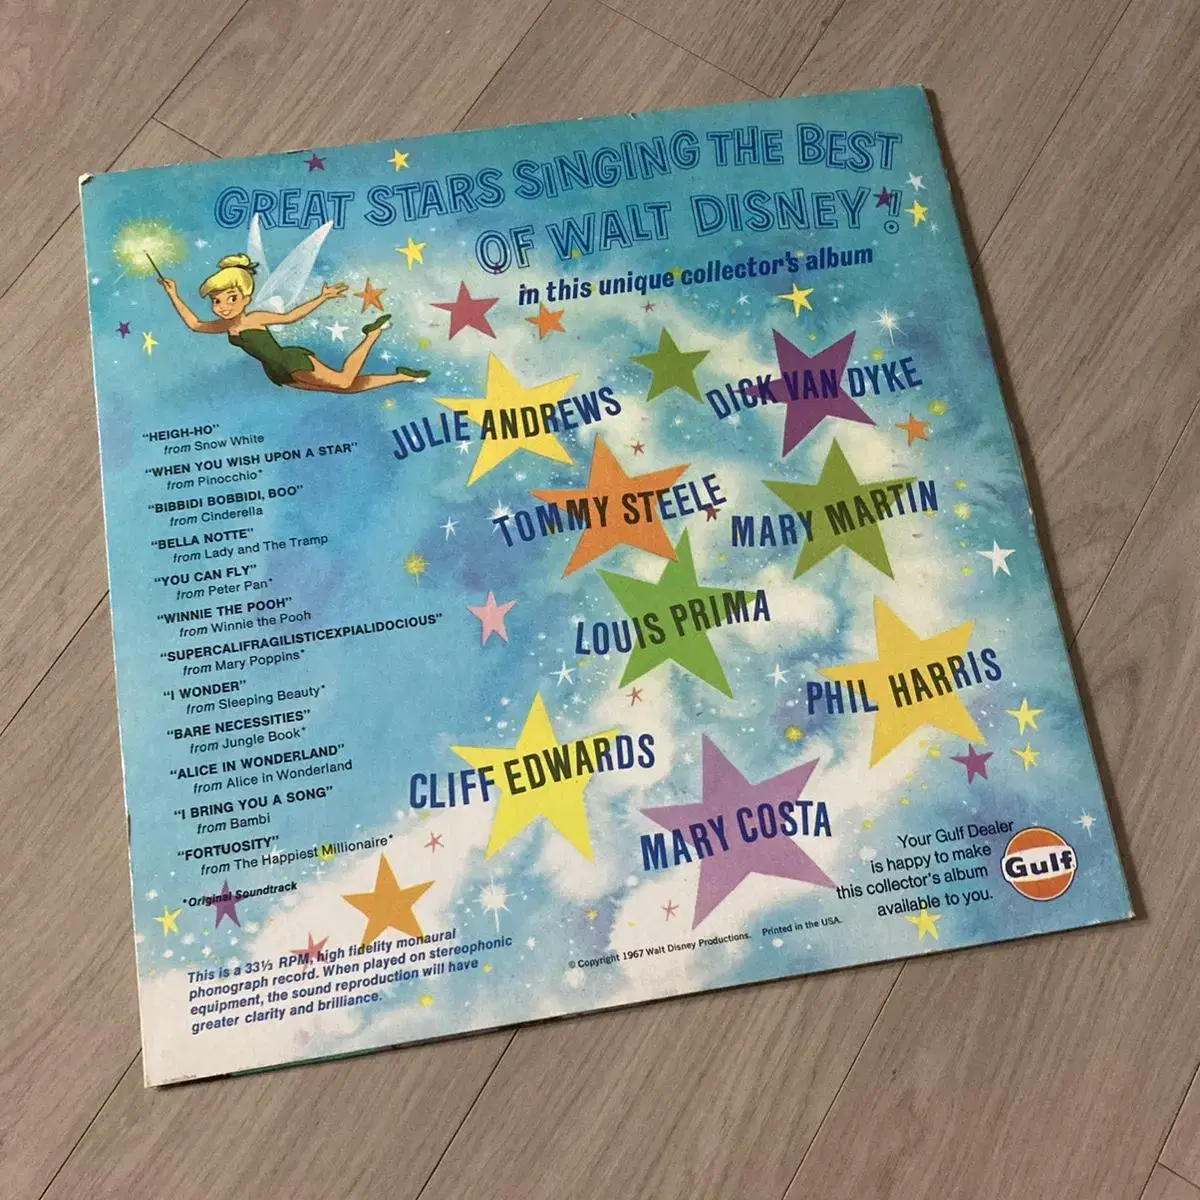 GREAT STARS SINGING THE BEST
OF WALT DISNEY!
in this unique collector's album
JULIE ANDREWS
DICK VAN DYKE
TOMMY STEELE
MARY MARTIN
LOUIS PRIMA
PHIL HARRIS
CLIFF EDWARDS
MARY COSTA
"HEIGH-HO"
from Snow White
"WHEN YOU WISH UPON A STAR"
from Pinocchio*
"BIBBIDI BOBBIDI, BOO"
from Cinderella
"BELLA NOTTE"
from Lady and The Tramp
"YOU CAN FLY"
from Peter Pan*
"WINNIE THE POOH"
from Winnie the Pooh
"SUPERCALIFRAGILISTICEXPIALIDOCIOUS"
from Mary Poppins*
"I WONDER"
from Sleeping Beauty*
"BARE NECESSITIES"
from Jungle Book*
"ALICE IN WONDERLAND"
from Alice in Wonderland
"I BRING YOU A SONG"
from Bambi
"FORTUOSITY"
from The Happiest Millionaire*
*Original Soundtrack
This is a 33⅓ RPM, high fidelity monaural
phonograph record. When played on stereophonic
equipment, the sound reproduction will have
greater clarity and brilliance.
© Copyright 1967 Walt Disney Productions. Printed in the USA.
Your Gulf Dealer
is happy to make
this collector's album
available to you.
Gulf